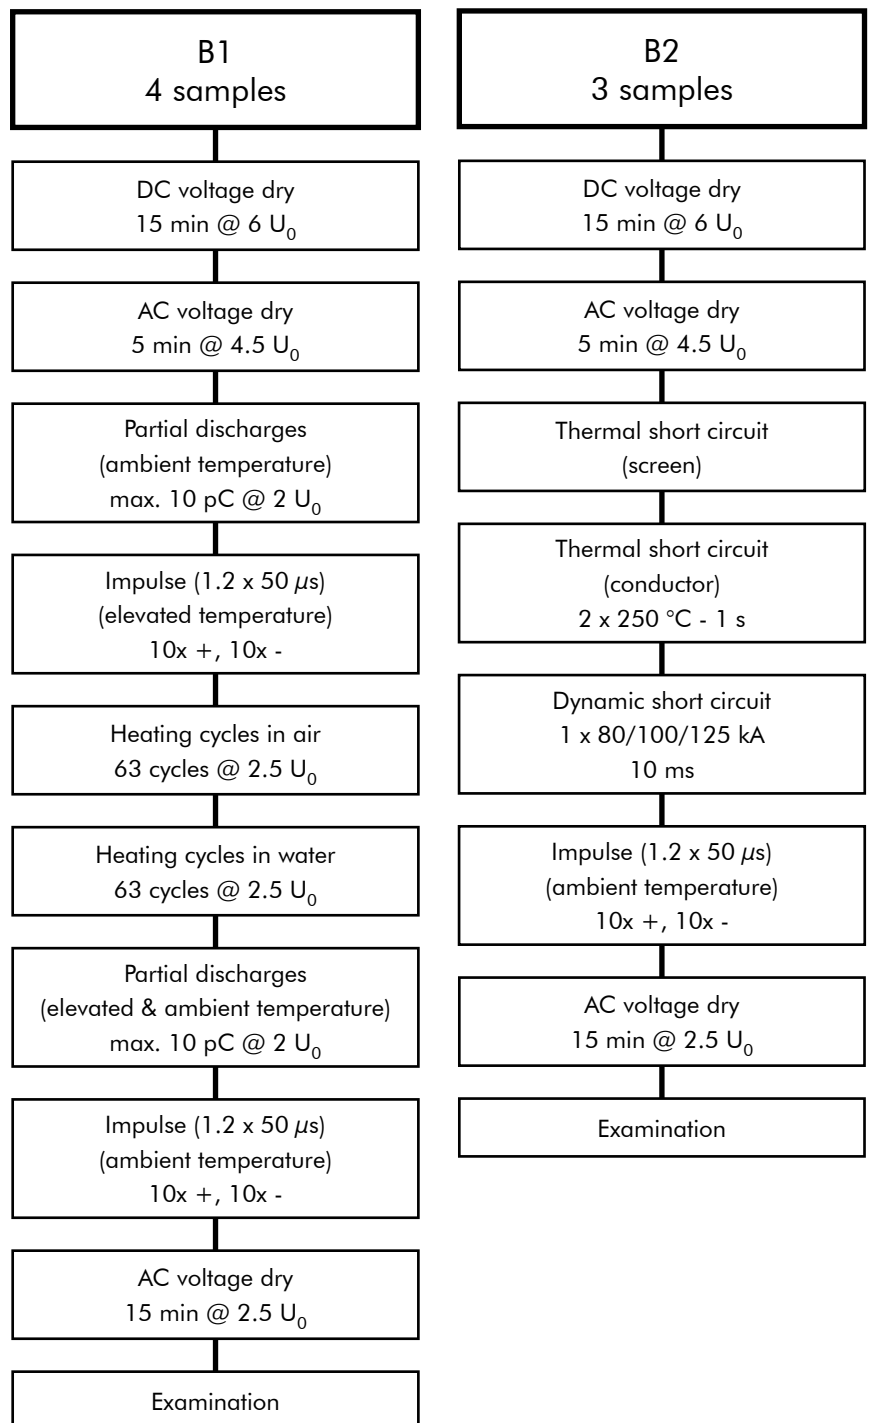 B1
4 samples
DC voltage dry
15 min @ 6 U₀
AC voltage dry
5 min @ 4.5 U₀
Partial discharges
(ambient temperature)
max. 10 pC @ 2 U₀
Impulse (1.2 x 50 µs)
(elevated temperature)
10x +, 10x -
Heating cycles in air
63 cycles @ 2.5 U₀
Heating cycles in water
63 cycles @ 2.5 U₀
Partial discharges
(elevated & ambient temperature)
max. 10 pC @ 2 U₀
Impulse (1.2 x 50 µs)
(ambient temperature)
10x +, 10x -
AC voltage dry
15 min @ 2.5 U₀
Examination
B2
3 samples
DC voltage dry
15 min @ 6 U₀
AC voltage dry
5 min @ 4.5 U₀
Thermal short circuit
(screen)
Thermal short circuit
(conductor)
2 x 250 °C - 1 s
Dynamic short circuit
1 x 80/100/125 kA
10 ms
Impulse (1.2 x 50 µs)
(ambient temperature)
10x +, 10x -
AC voltage dry
15 min @ 2.5 U₀
Examination